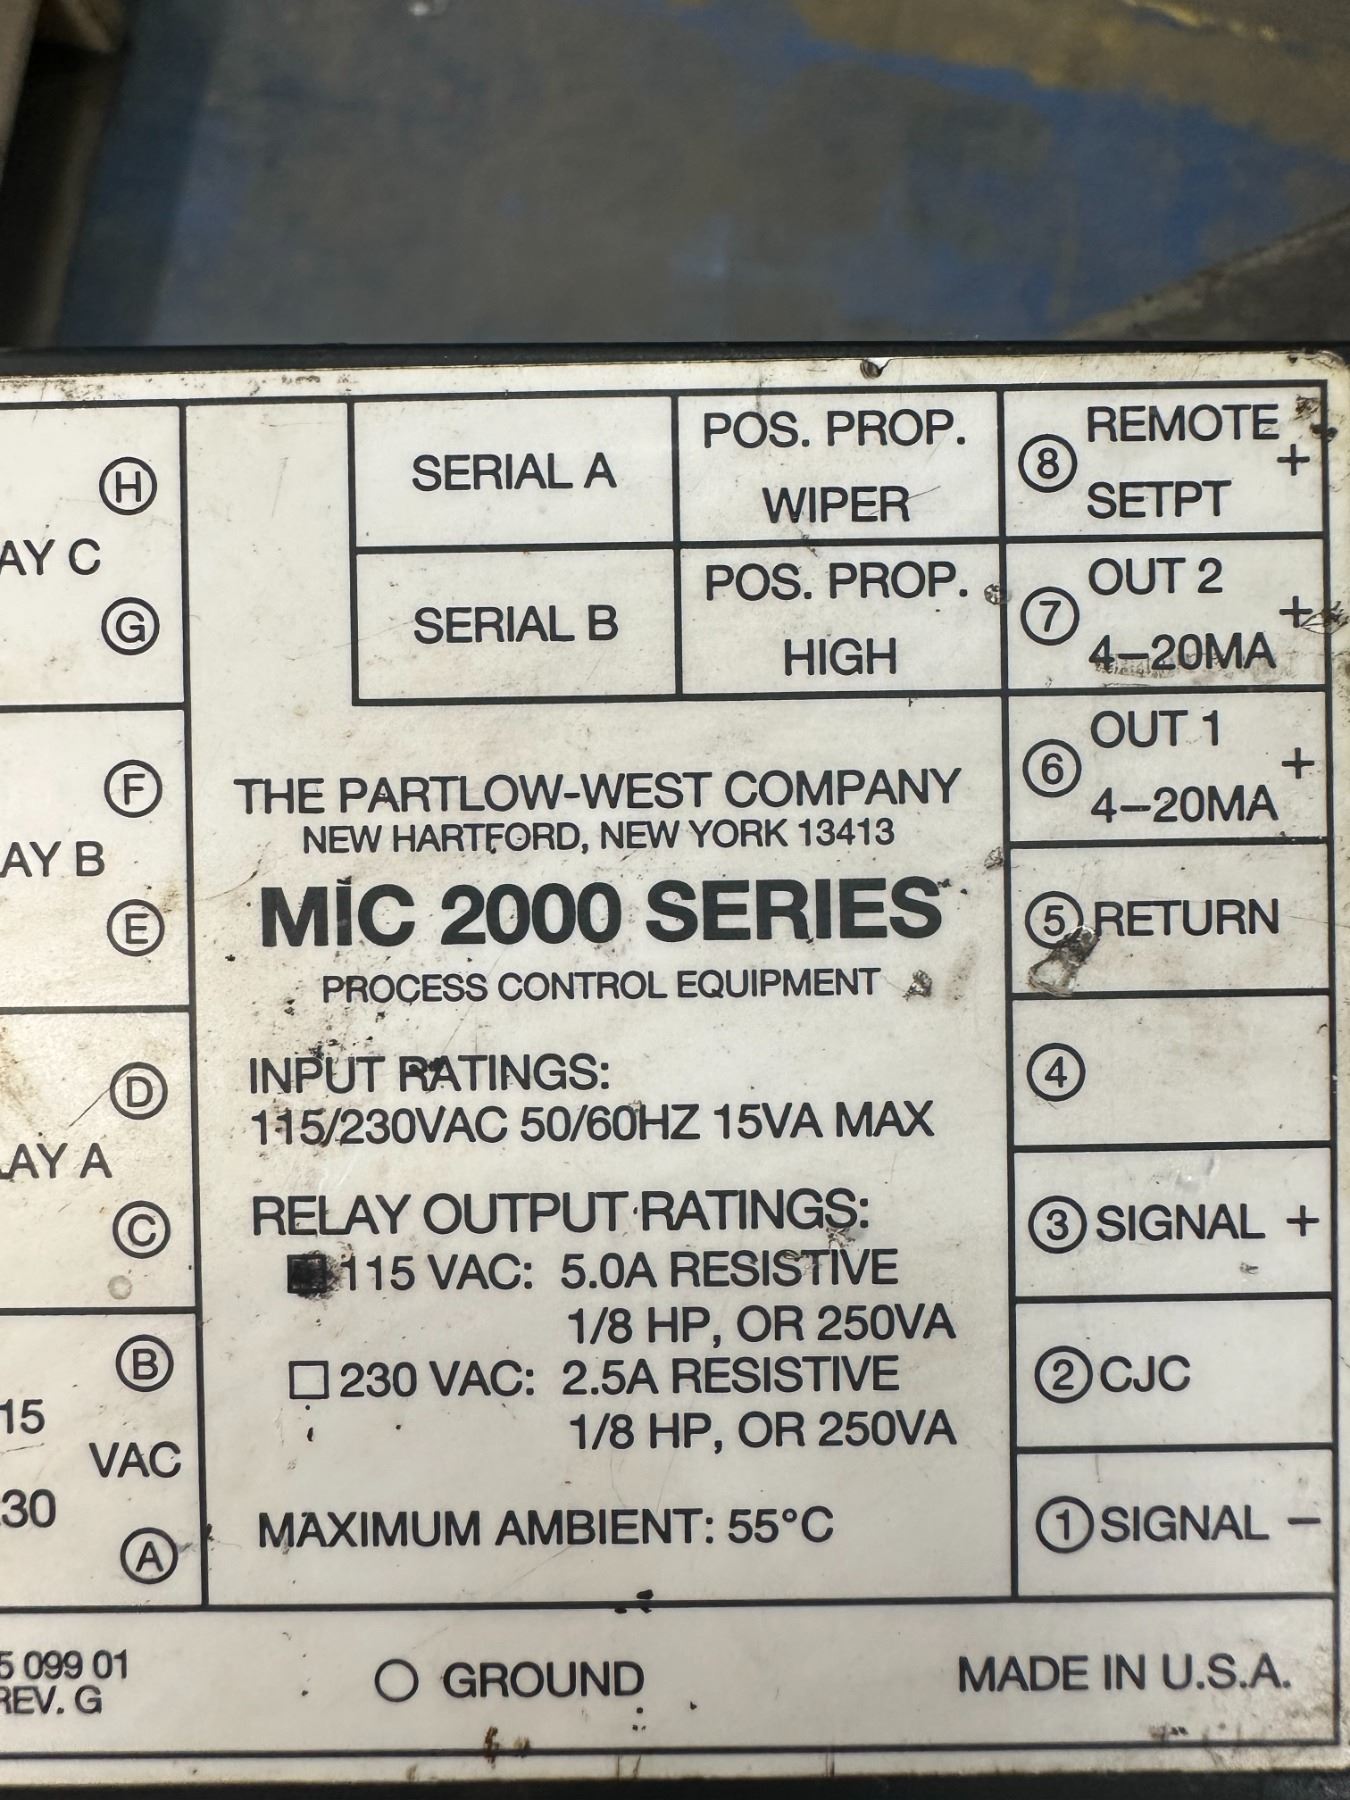 H
AY C
G
F
AY B
E
D
AY A
C
B
15
VAC
30
A
SERIAL A
POS. PROP.
WIPER
SERIAL B
POS. PROP.
HIGH
8 REMOTE +
SETPT
7 OUT 2 +
4–20MA
6 OUT 1 +
4–20MA
5 RETURN
4
3 SIGNAL +
2 CJC
1 SIGNAL –
THE PARTLOW-WEST COMPANY
NEW HARTFORD, NEW YORK 13413
MIC 2000 SERIES
PROCESS CONTROL EQUIPMENT
INPUT RATINGS:
115/230VAC 50/60HZ 15VA MAX
RELAY OUTPUT RATINGS:
115 VAC: 5.0A RESISTIVE
1/8 HP, OR 250VA
230 VAC: 2.5A RESISTIVE
1/8 HP, OR 250VA
MAXIMUM AMBIENT: 55°C
5 099 01
REV. G
GROUND
MADE IN U.S.A.